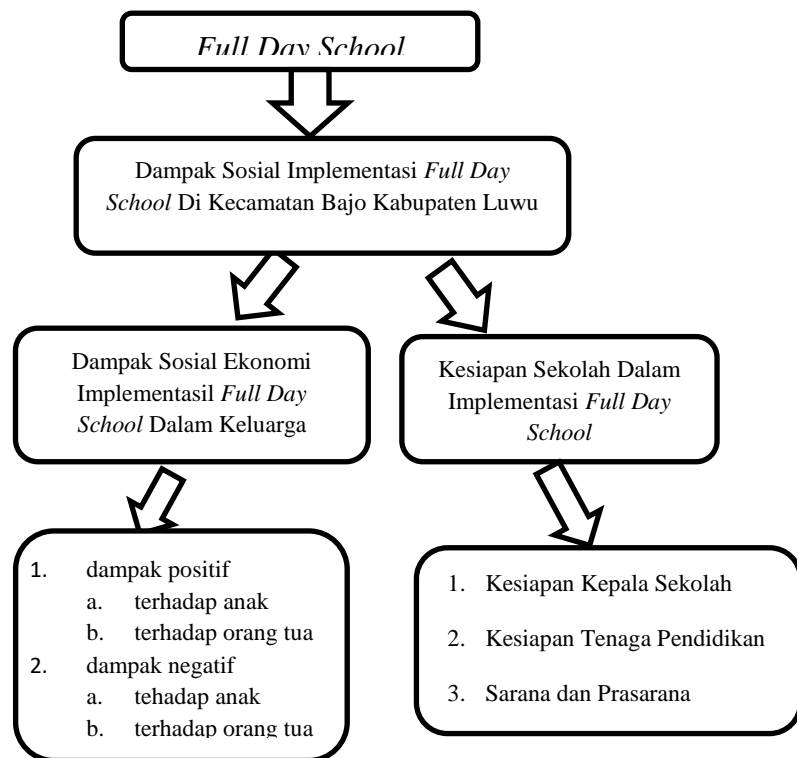 Full Day School
Dampak Sosial Implementasi Full Day
School Di Kecamatan Bajo Kabupaten Luwu
Dampak Sosial Ekonomi
Implementasil Full Day
School Dalam Keluarga
Kesiapan Sekolah Dalam
Implementasi Full Day
School
1. dampak positif
a. terhadap anak
b. terhadap orang tua
2. dampak negatif
a. tehadap anak
b. terhadap orang tua
1. Kesiapan Kepala Sekolah
2. Kesiapan Tenaga Pendidikan
3. Sarana dan Prasarana